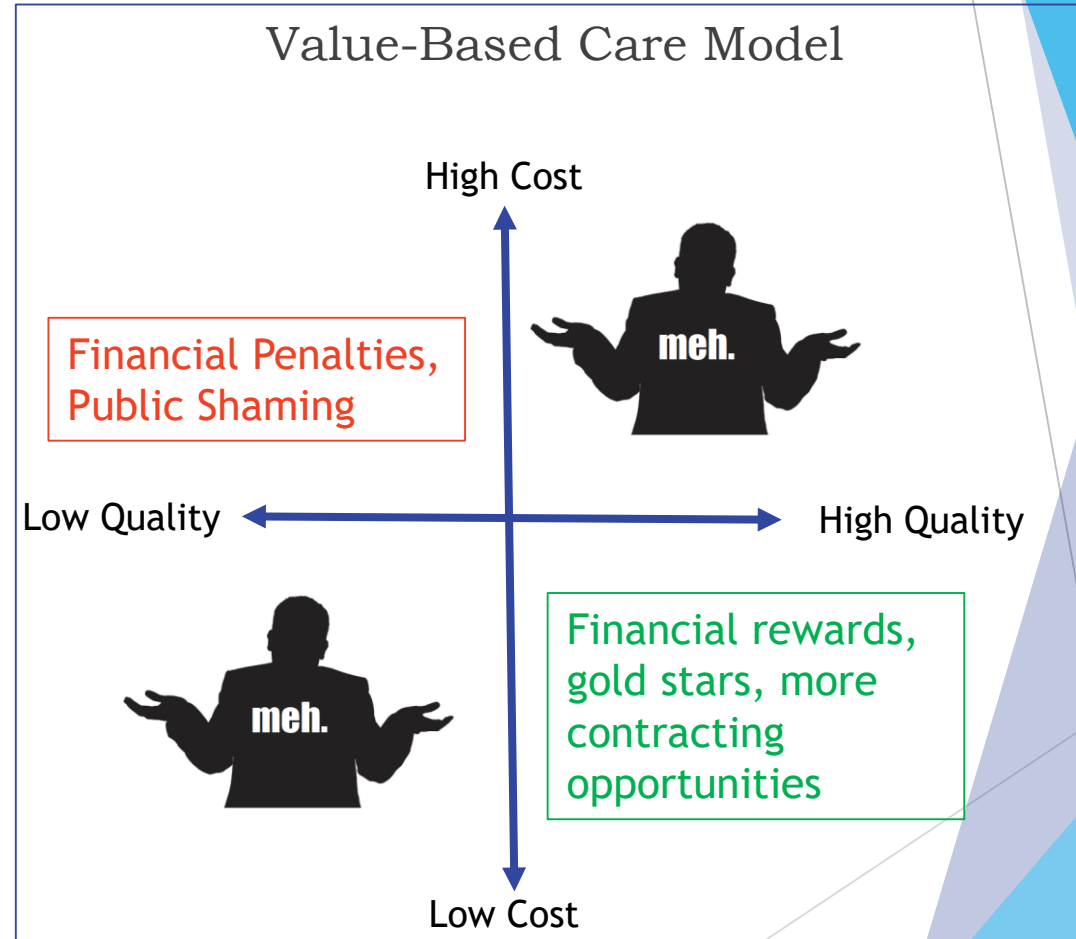 Value-Based Care Model
High Cost
meh.
Financial Penalties,
Public Shaming
Low Quality
High Quality
meh.
Financial rewards,
gold stars, more
contracting
opportunities
Low Cost